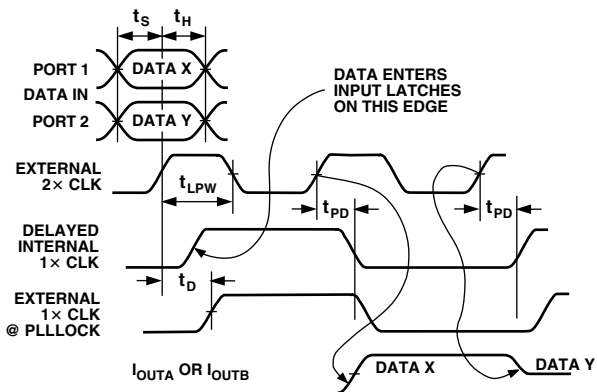 tS tH
PORT 1
DATA X
DATA IN
PORT 2
DATA Y
DATA ENTERS
INPUT LATCHES
ON THIS EDGE
EXTERNAL
2× CLK
tLPW
tPD
tPD
DELAYED
INTERNAL
1× CLK
tD
EXTERNAL
1× CLK
@ PLLLOCK
IOUTA OR IOUTB
DATA X
DATA Y